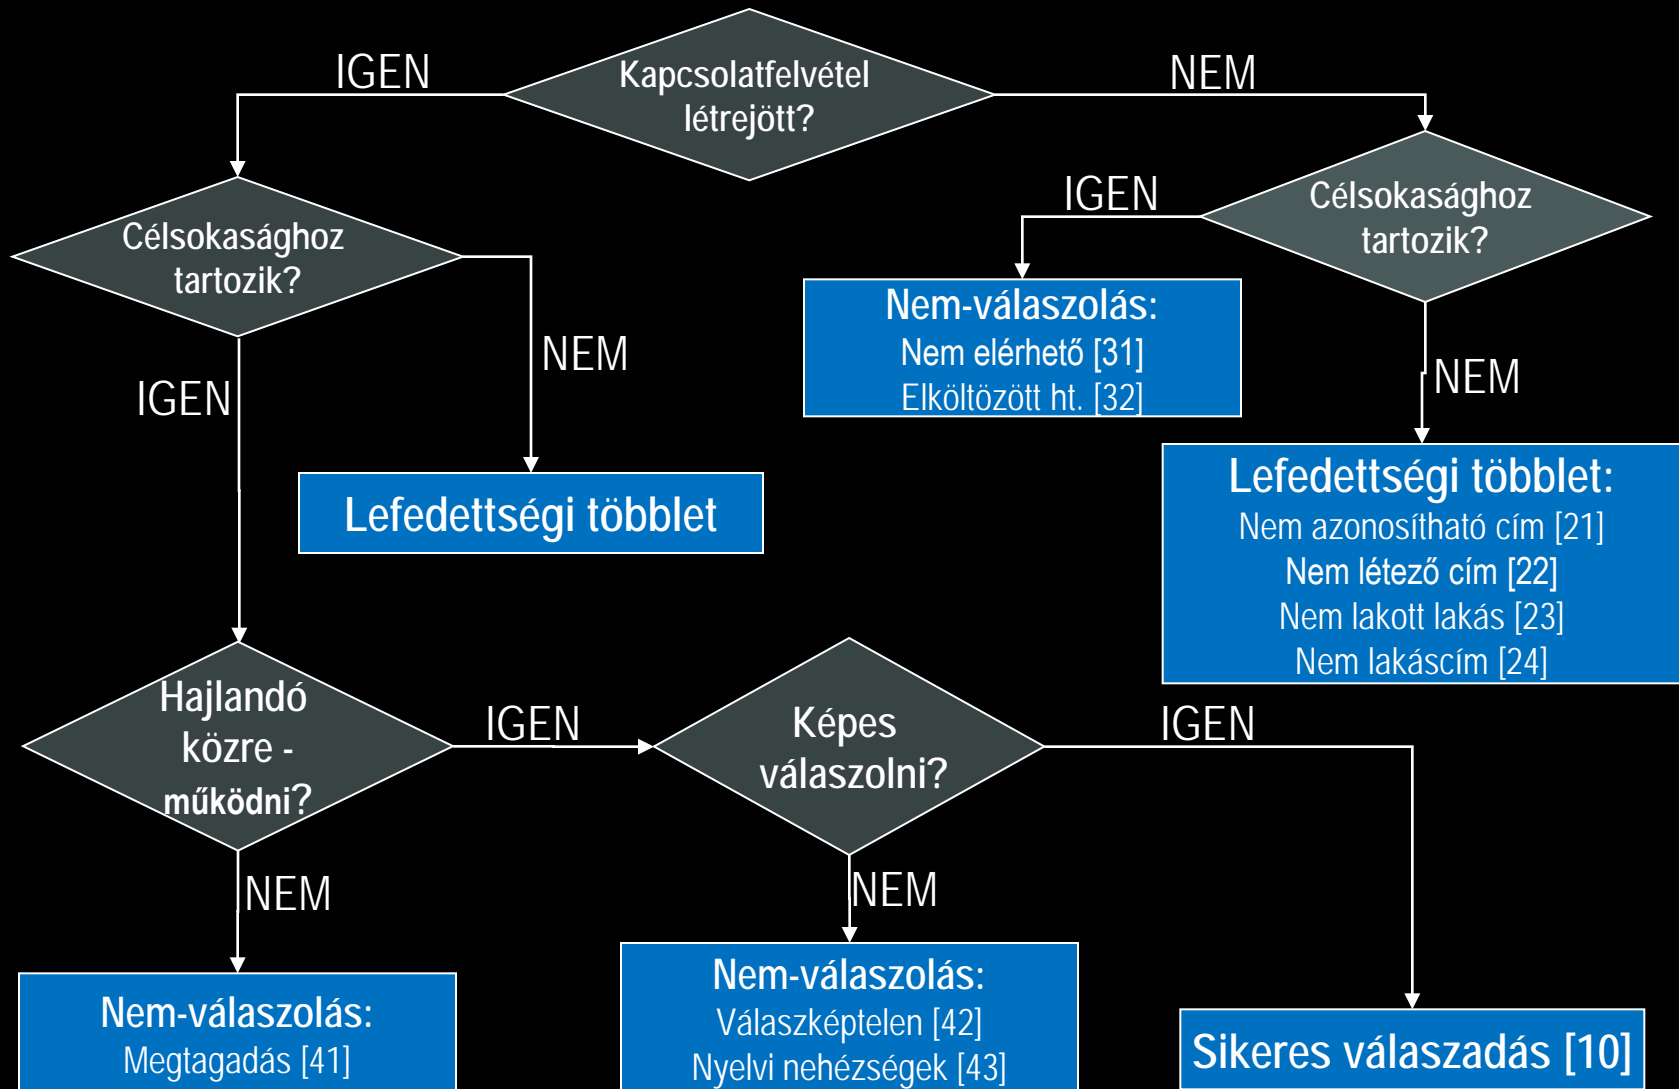 IGEN
Kapcsolatfelvétel
létrejött?
NEM
Célsokasághoz
tartozik?
IGEN
Célsokasághoz
tartozik?
Nem-válaszolás:
Nem elérhető [31]
Elköltözött ht. [32]
NEM
IGEN
NEM
Lefedettségi többlet
Lefedettségi többlet:
Nem azonosítható cím [21]
Nem létező cím [22]
Nem lakott lakás [23]
Nem lakáscím [24]
Hajlandó
közre -
működni?
IGEN
Képes
válaszolni?
IGEN
NEM
NEM
Nem-válaszolás:
Megtagadás [41]
Nem-válaszolás:
Válaszképtelen [42]
Nyelvi nehézségek [43]
Sikeres válaszadás [10]